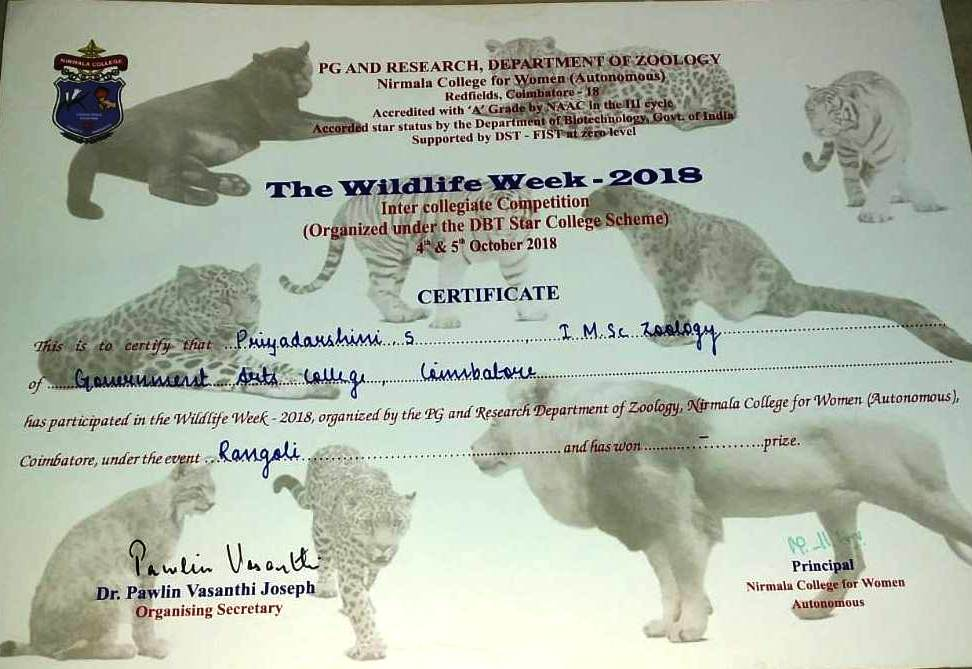 NIRMALA COLLEGE
PG AND RESEARCH, DEPARTMENT OF ZOOLOGY
Nirmala College for Women (Autonomous)
Redfields, Coimbatore - 18
Accredited with 'A' Grade by NAAC in the III cycle
Accorded star status by the Department of Biotechnology, Govt. of India
Supported by DST - FIST at zero level
The Wildlife Week - 2018
Inter collegiate Competition
(Organized under the DBT Star College Scheme)
4th & 5th October 2018
CERTIFICATE
This is to certify that Priyadarshini S, I M.Sc Zoology
of Government Arts College, Coimbatore
has participated in the Wildlife Week - 2018, organized by the PG and Research Department of Zoology, Nirmala College for Women (Autonomous),
Coimbatore, under the event Rangoli and has won - prize.
Pawlin Vasanthi
Dr. Pawlin Vasanthi Joseph
Organising Secretary
Principal
Nirmala College for Women
Autonomous